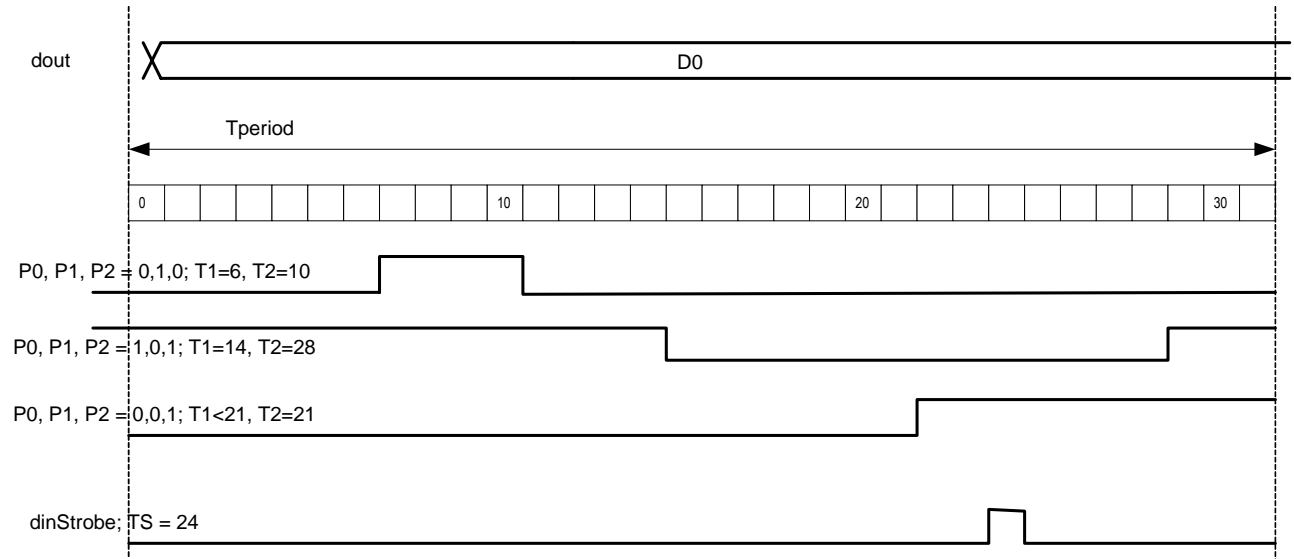 dout
D0
Tperiod
0 10 20 30
P0, P1, P2 = 0,1,0; T1=6, T2=10
P0, P1, P2 = 1,0,1; T1=14, T2=28
P0, P1, P2 = 0,0,1; T1<21, T2=21
dinStrobe; TS = 24